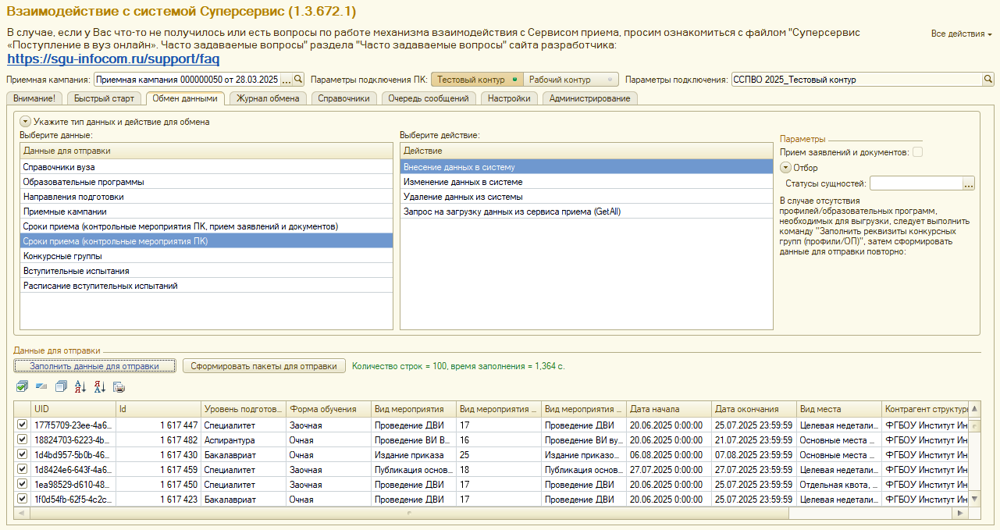 Взаимодействие с системой Суперсервис (1.3.672.1)
В случае, если у Вас что-то не получилось или есть вопросы по работе механизма взаимодействия с Сервисом приема, просим ознакомиться с файлом "Суперсервис
«Поступление в вуз онлайн». Часто задаваемые вопросы" раздела "Часто задаваемые вопросы" сайта разработчика:
https://sgu-infocom.ru/support/faq
Все действия
Приемная кампания: Приемная кампания 000000050 от 28.03.2025 ... Параметры подключения ПК: Тестовый контур Рабочий контур Параметры подключения: ССПВО 2025_Тестовый контур
Внимание! Быстрый старт Обмен данными Журнал обмена Справочники Очередь сообщений Настройки Администрирование
Укажите тип данных и действие для обмена
Выберите данные:
Данные для отправки
Справочники вуза
Образовательные программы
Направления подготовки
Приемные кампании
Сроки приема (контрольные мероприятия ПК, прием заявлений и документов)
Сроки приема (контрольные мероприятия ПК)
Конкурсные группы
Вступительные испытания
Расписание вступительных испытаний
Выберите действие:
Действие
Внесение данных в систему
Изменение данных в системе
Удаление данных из системы
Запрос на загрузку данных из сервиса приема (GetAll)
Параметры
Прием заявлений и документов:
Отбор
Статусы сущностей: ...
В случае отсутствия
профилей/образовательных программ,
необходимых для выгрузки, следует выполнить
команду "Заполнить реквизиты конкурсных
групп (профили/ОП)", затем сформировать
данные для отправки повторно:
Данные для отправки
Заполнить данные для отправки Сформировать пакеты для отправки Количество строк = 100, время заполнения = 1,364 с.
UID Id Уровень подготов... Форма обучения Вид мероприятия Вид мероприятия ... Вид мероприятия ... Дата начала Дата окончания Вид места Контрагент структурн
177f5709-23ee-4a6... 1 617 447 Специалитет Заочная Проведение ДВИ 17 Проведение ДВИ 20.06.2025 0:00:00 25.07.2025 23:59:59 Целевая недетали... ФГБОУ Институт Ин
18824703-6223-4b... 1 617 482 Аспирантура Очная Проведение ВИ В... 16 Проведение ВИ ву... 20.06.2025 0:00:00 21.07.2025 23:59:59 Основные места ... ФГБОУ Институт Ин
1d4bd957-5b0b-46... 1 617 430 Бакалавриат Очная Издание приказа 25 Издание приказо... 06.08.2025 0:00:00 07.08.2025 23:59:59 Основные места ... ФГБОУ Институт Ин
1d8424e6-643f-4a6... 1 617 459 Специалитет Заочная Публикация основ... 18 Публикация основ... 27.07.2025 0:00:00 27.07.2025 23:59:59 Целевая недетали... ФГБОУ Институт Ин
1ea98529-d610-48... 1 617 450 Специалитет Заочная Проведение ДВИ 17 Проведение ДВИ 20.06.2025 0:00:00 25.07.2025 23:59:59 Отдельная квота, ... ФГБОУ Институт Ин
1f0d54fb-62f5-4c2c... 1 617 423 Бакалавриат Очная Проведение ДВИ 17 Проведение ДВИ 20.06.2025 0:00:00 25.07.2025 23:59:59 Целевая недетали... ФГБОУ Институт Ин